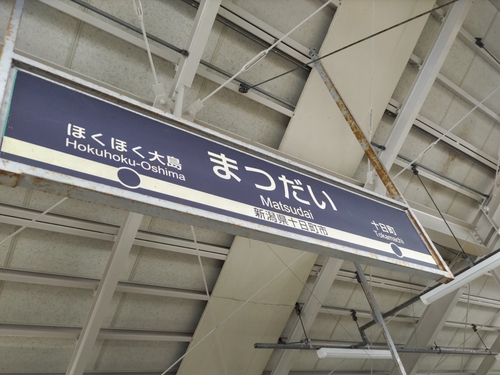 ほくほく大島
Hokuhoku-Oshima
まつだい
Matsudai
新潟県十日町市
十日町
Tokamachi